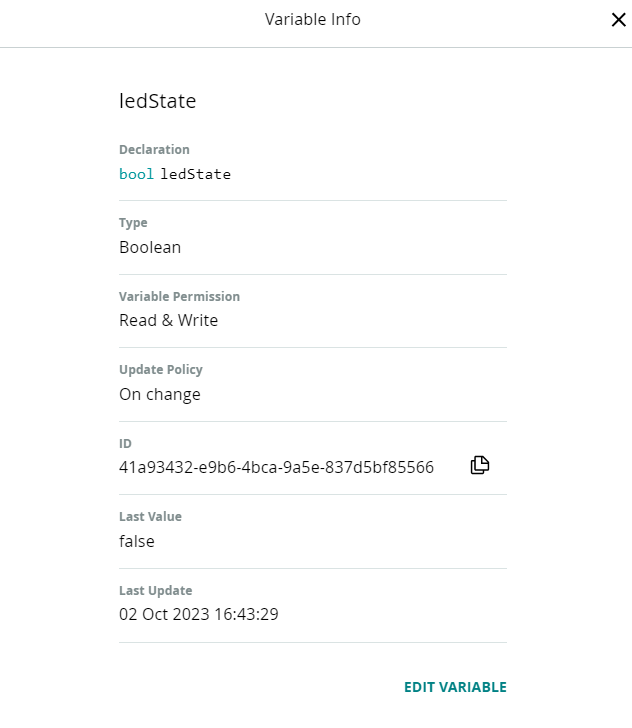 Variable Info
ledState
Declaration
bool ledState
Type
Boolean
Variable Permission
Read & Write
Update Policy
On change
ID
41a93432-e9b6-4bca-9a5e-837d5bf85566
Last Value
false
Last Update
02 Oct 2023 16:43:29
EDIT VARIABLE